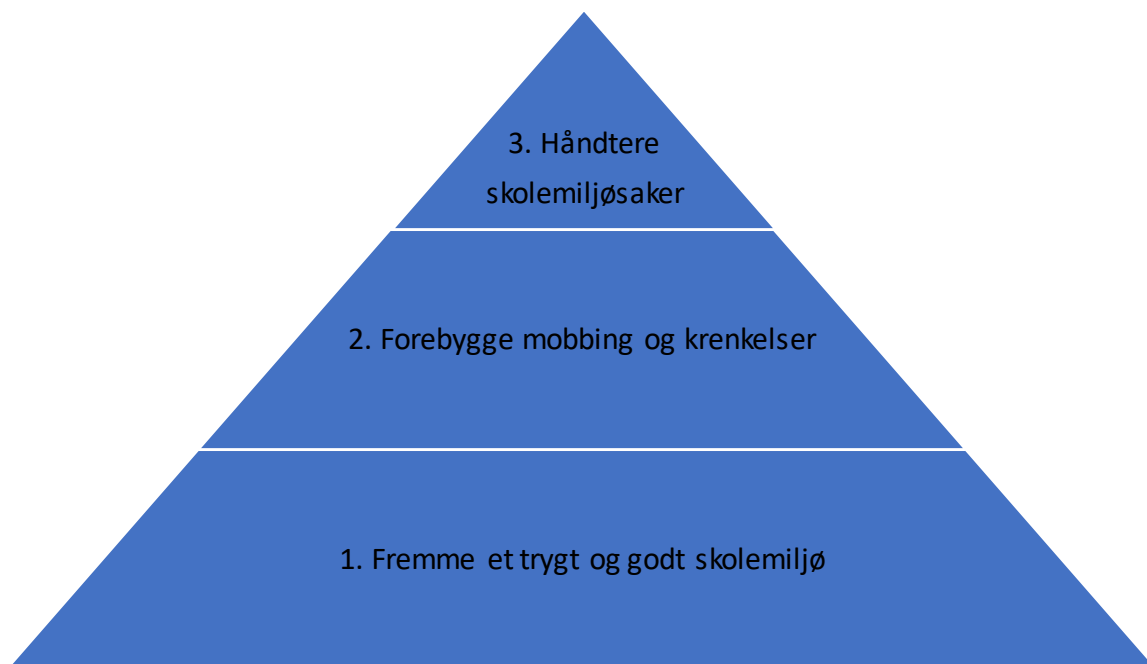 3. Håndtere
skolemiljøsaker
2. Forebygge mobbing og krenkelser
1. Fremme et trygt og godt skolemiljø